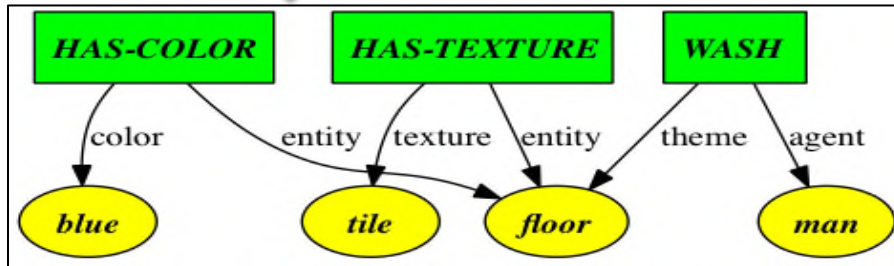 HAS-COLOR HAS-TEXTURE WASH
color entity texture entity theme agent
blue tile floor man